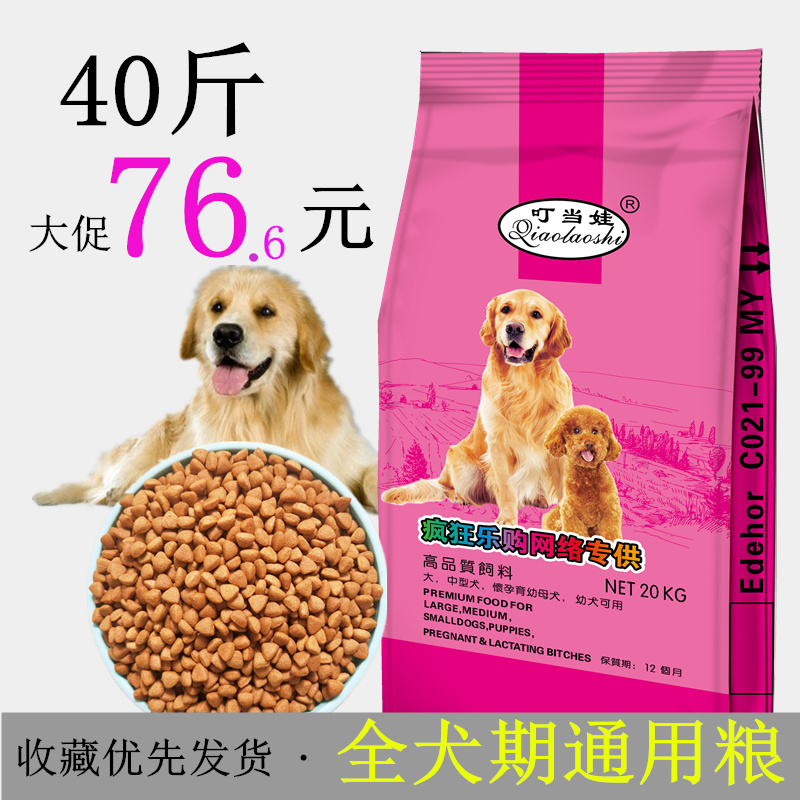 40斤
大促76.6元
叮当娃®
Qiaolaoshi
疯狂乐购网络专供
高品質飼料
大，中型犬，懷孕育幼母犬，幼犬可用
NET 20 KG
PREMIUM FOOD FOR
LARGE,MEDIUM,
SMALLDOGS,PUPPIES,
PREGNANT & LACTATING BITCHES
保質期：12個月
Edehor C021-99 MY
收藏优先发货·全犬期通用粮